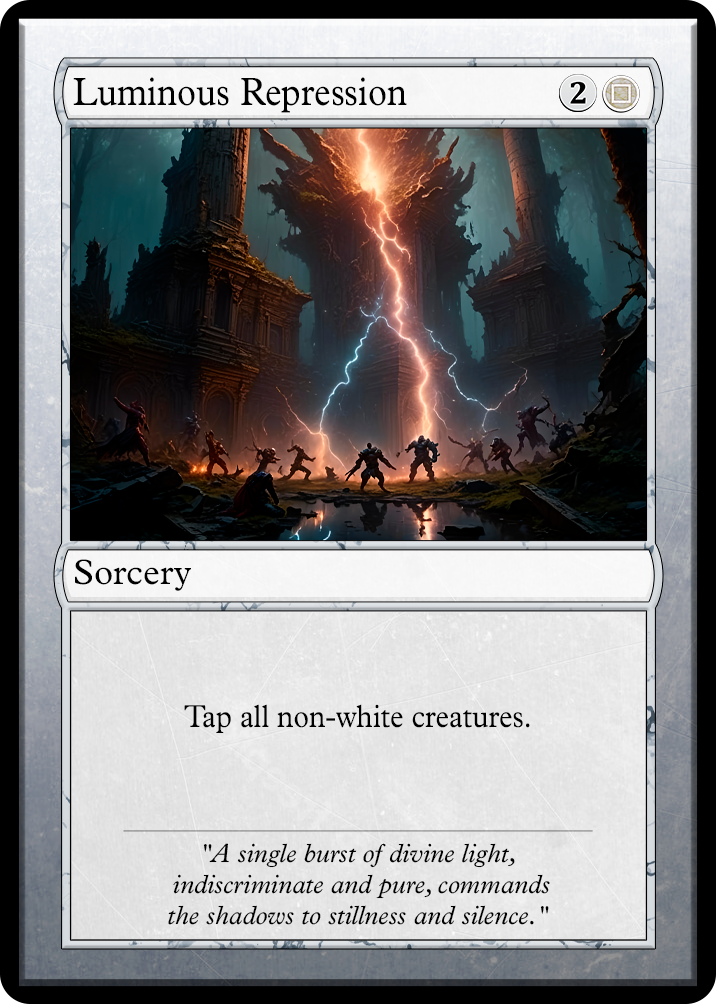 Luminous Repression 2
Sorcery
Tap all non-white creatures.
"A single burst of divine light,
indiscriminate and pure, commands
the shadows to stillness and silence."